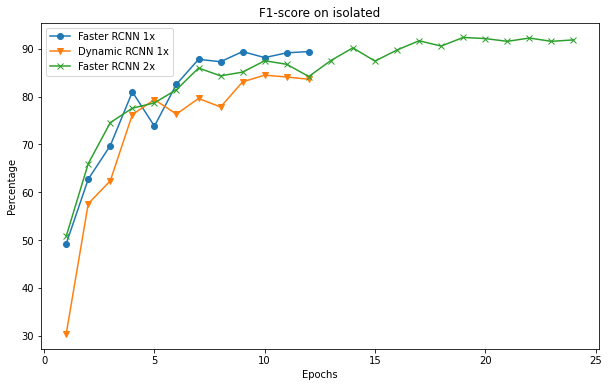 F1-score on isolated
Faster RCNN 1x
Dynamic RCNN 1x
Faster RCNN 2x
Percentage
90
80
70
60
50
40
30
0 5 10 15 20 25
Epochs